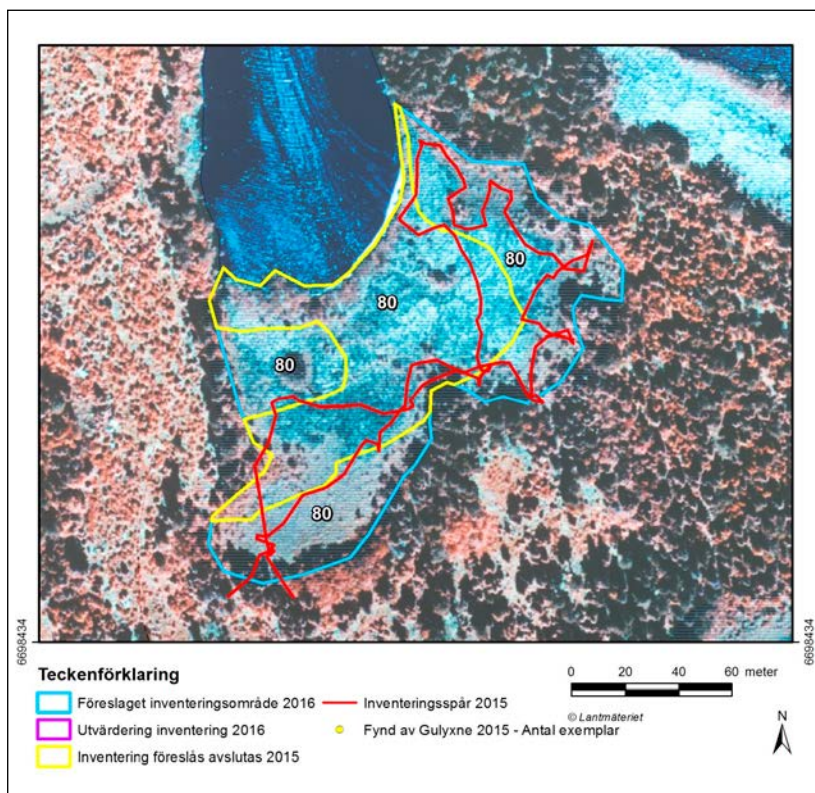 80
80
80
80
6698434
6698434
Teckenförklaring
Föreslaget inventeringsområde 2016
Utvärdering inventering 2016
Inventering föreslås avslutas 2015
Inventeringsspår 2015
Fynd av Gulyxne 2015 - Antal exemplar
0 20 40 60 meter
© Lantmäteriet
N